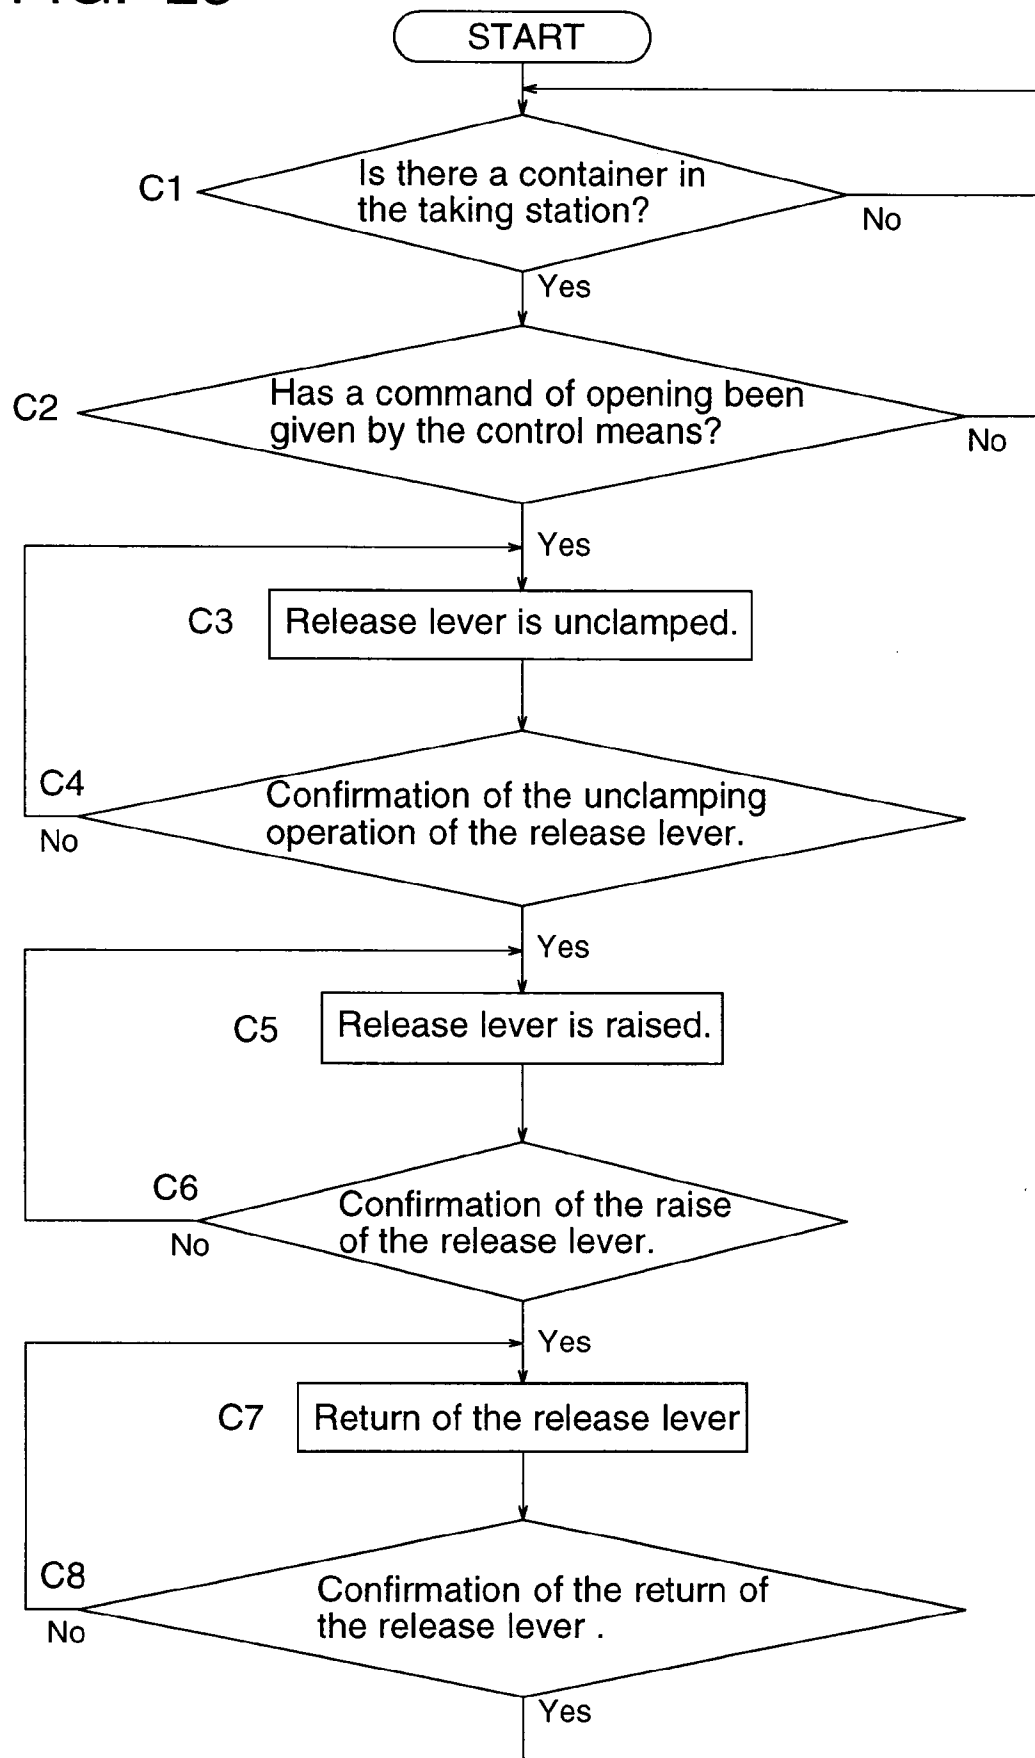 START
C1
Is there a container in
the taking station?
No
Yes
C2
Has a command of opening been
given by the control means?
No
Yes
C3
Release lever is unclamped.
C4
Confirmation of the unclamping
operation of the release lever.
No
Yes
C5
Release lever is raised.
C6
Confirmation of the raise
of the release lever.
No
Yes
C7
Return of the release lever
C8
Confirmation of the return of
the release lever .
No
Yes